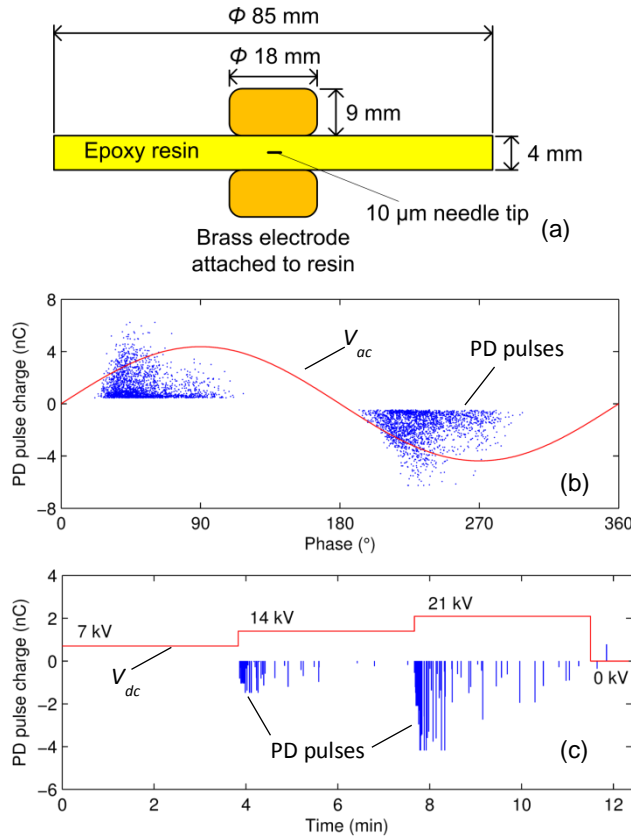 Φ 85 mm
Φ 18 mm
9 mm
Epoxy resin
4 mm
10 µm needle tip
(a)
Brass electrode
attached to resin
8
4
0
-4
-8
PD pulse charge (nC)
Vac
PD pulses
(b)
0 90 180 270 360
Phase (°)
4
2
0
-2
-4
-6
PD pulse charge (nC)
7 kV
14 kV
21 kV
0 kV
Vdc
PD pulses
(c)
0 2 4 6 8 10 12
Time (min)